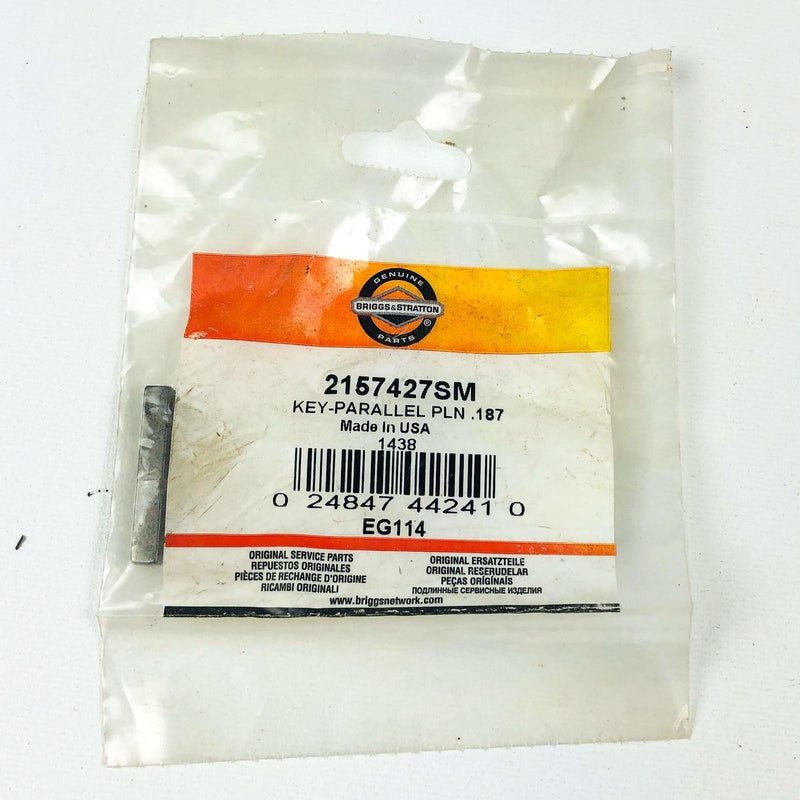 GENUINE
BRIGGS&STRATTON
®
PARTS
2157427SM
KEY-PARALLEL PLN .187
Made In USA
1438
0 24847 44241 0
EG114
ORIGINAL SERVICE PARTS
REPUESTOS ORIGINALES
PIÈCES DE RECHANGE D'ORIGINE
RICAMBI ORIGINALI
ORIGINAL ERSATZTEILE
ORIGINAL RESERUDELAR
PEÇAS ORIGÍNAIS
ПОДЛИННЫЕ СЕРВИСНЫЕ ИЗДЕЛИЯ
www.briggsnetwork.com